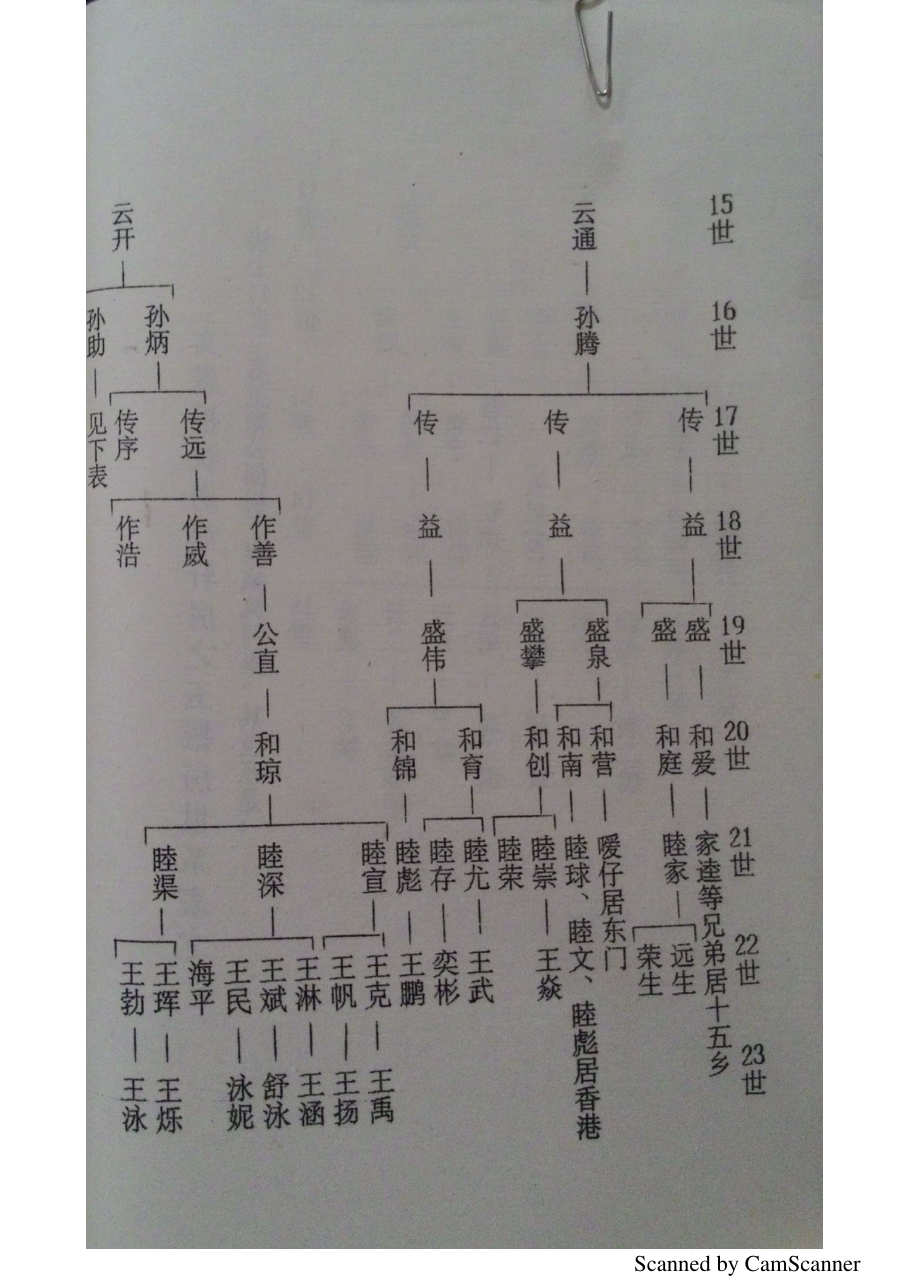 15世
16世
17世
18世
19世
20世
21世
22世
23世
云通
孙腾
传
益
盛
和爱
家逵等兄弟居十五乡
盛
和庭
睦家
远生
荣生
传
益
盛泉
和营
嗳仔居东门
和南
睦球、睦文、睦彪居香港
盛攀
和创
睦崇
王焱
睦荣
传
益
盛伟
和育
睦尤
王武
睦存
奕彬
和锦
睦彪
王鹏
云开
孙炳
传远
作善
公直
和琼
睦宣
王克
王禹
王帆
王扬
睦深
王淋
王涵
王斌
舒泳
王民
泳妮
海平
睦渠
王珲
王烁
王勃
王泳
作威
作浩
传序
孙助
见下表
Scanned by CamScanner